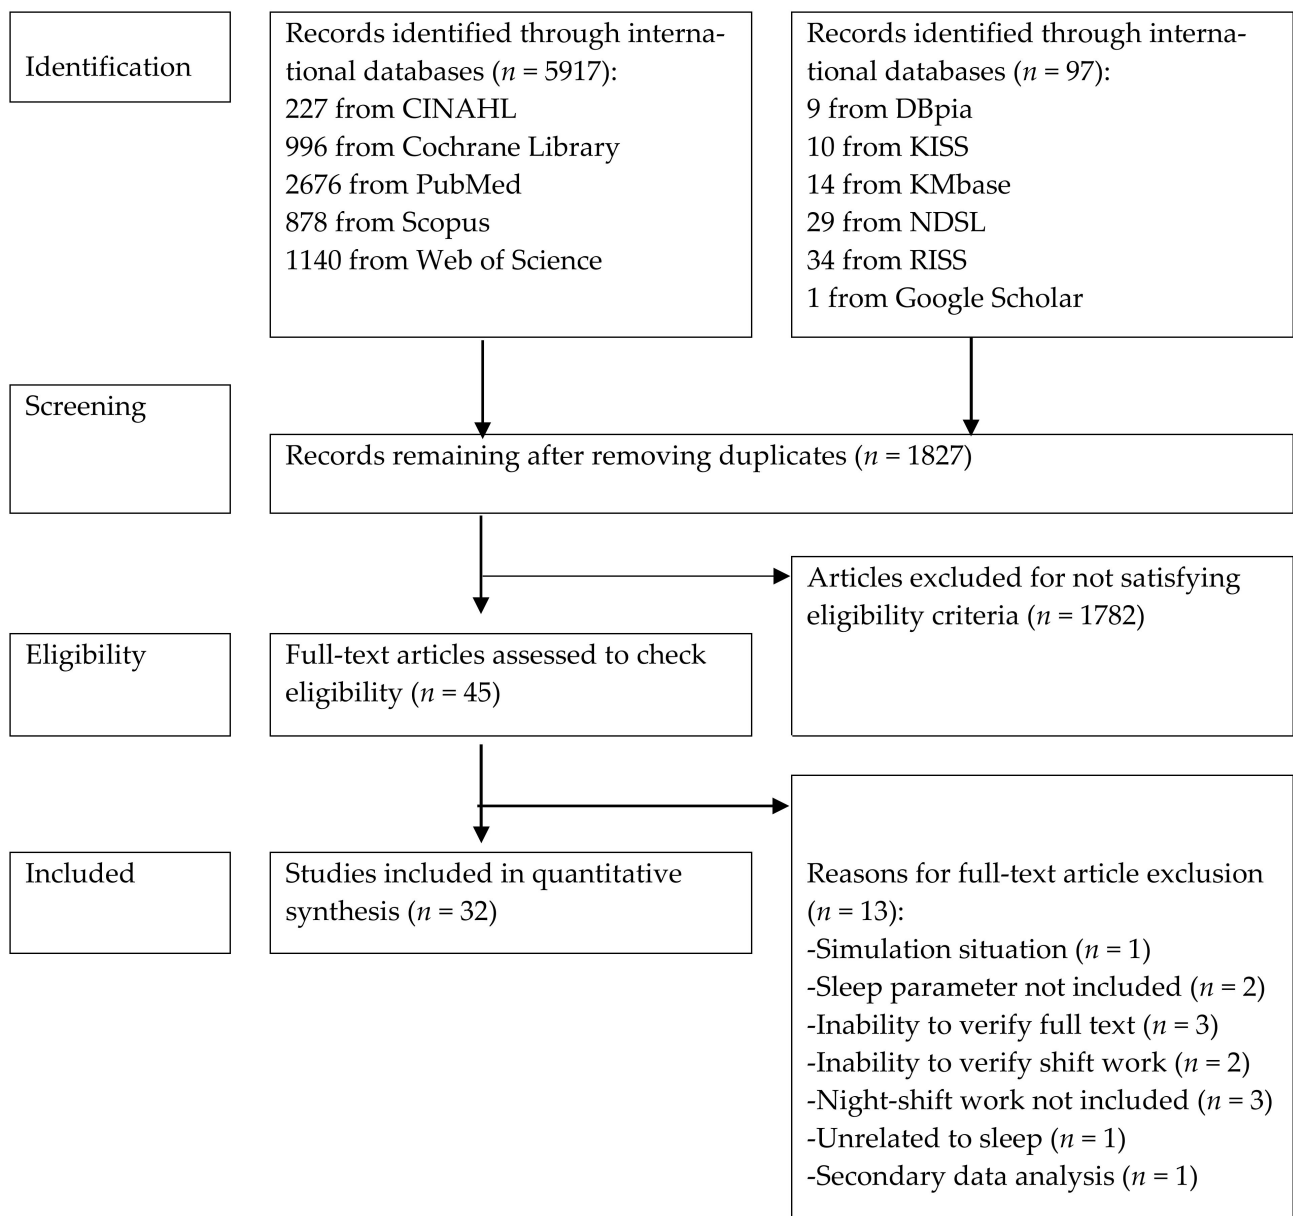 Identification
Records identified through interna-
tional databases (n = 5917):
227 from CINAHL
996 from Cochrane Library
2676 from PubMed
878 from Scopus
1140 from Web of Science
Records identified through interna-
tional databases (n = 97):
9 from DBpia
10 from KISS
14 from KMbase
29 from NDSL
34 from RISS
1 from Google Scholar
Screening
Records remaining after removing duplicates (n = 1827)
Articles excluded for not satisfying
eligibility criteria (n = 1782)
Eligibility
Full-text articles assessed to check
eligibility (n = 45)
Included
Studies included in quantitative
synthesis (n = 32)
Reasons for full-text article exclusion
(n = 13):
-Simulation situation (n = 1)
-Sleep parameter not included (n = 2)
-Inability to verify full text (n = 3)
-Inability to verify shift work (n = 2)
-Night-shift work not included (n = 3)
-Unrelated to sleep (n = 1)
-Secondary data analysis (n = 1)